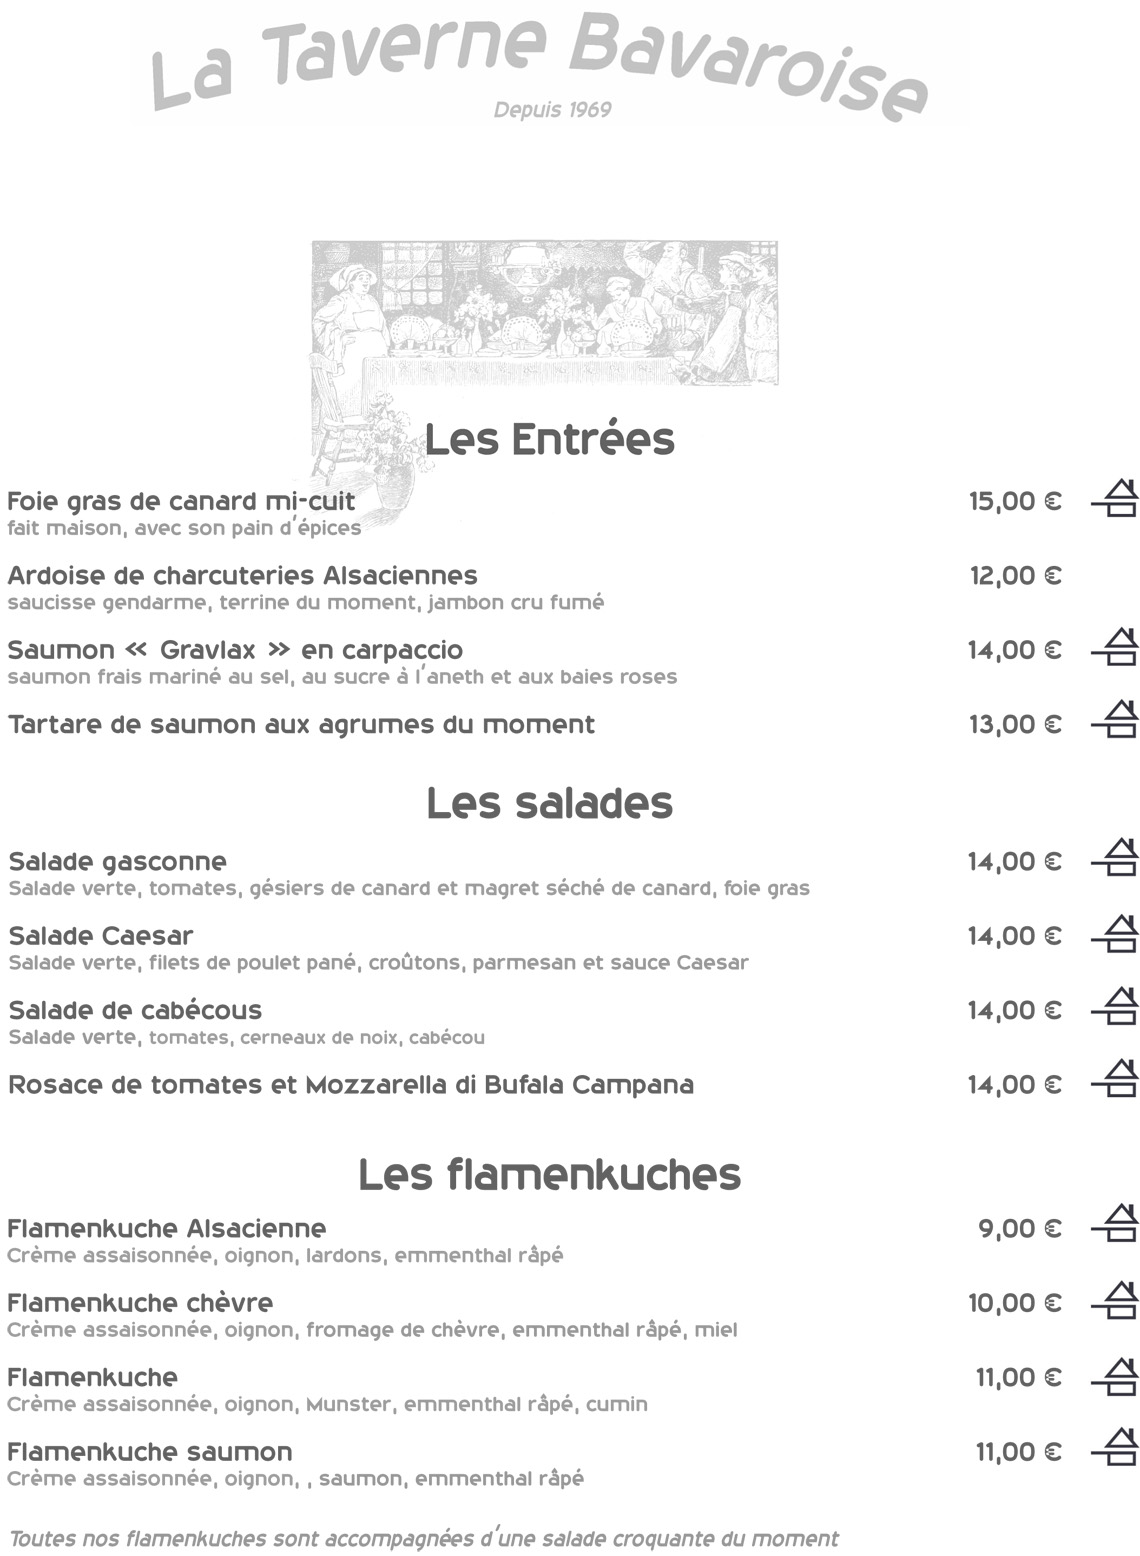 La Taverne Bavaroise
Depuis 1969
Les Entrées
Foie gras de canard mi-cuit 15,00 €
fait maison, avec son pain d'épices
Ardoise de charcuteries Alsaciennes 12,00 €
saucisse gendarme, terrine du moment, jambon cru fumé
Saumon « Gravlax » en carpaccio 14,00 €
saumon frais mariné au sel, au sucre à l'aneth et aux baies roses
Tartare de saumon aux agrumes du moment 13,00 €
Les salades
Salade gasconne 14,00 €
Salade verte, tomates, gésiers de canard et magret séché de canard, foie gras
Salade Caesar 14,00 €
Salade verte, filets de poulet pané, croûtons, parmesan et sauce Caesar
Salade de cabécous 14,00 €
Salade verte, tomates, cerneaux de noix, cabécou
Rosace de tomates et Mozzarella di Bufala Campana 14,00 €
Les flamenkuches
Flamenkuche Alsacienne 9,00 €
Crème assaisonnée, oignon, lardons, emmenthal râpé
Flamenkuche chèvre 10,00 €
Crème assaisonnée, oignon, fromage de chèvre, emmenthal râpé, miel
Flamenkuche 11,00 €
Crème assaisonnée, oignon, Munster, emmenthal râpé, cumin
Flamenkuche saumon 11,00 €
Crème assaisonnée, oignon, , saumon, emmenthal râpé
Toutes nos flamenkuches sont accompagnées d'une salade croquante du moment